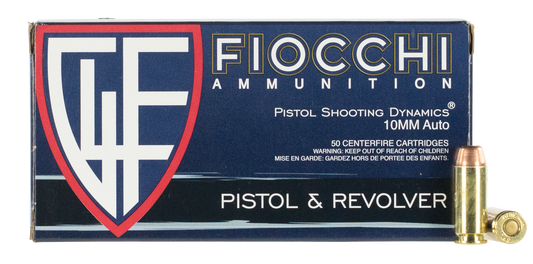 GFL
FIOCCHI
AMMUNITION
PISTOL SHOOTING DYNAMICS®
10MM Auto
50 CENTERFIRE CARTRIDGES
WARNING: KEEP OUT OF REACH OF CHILDREN
MISE EN GARDE: GARDEZ HORS DE PORTEE DES ENFANTS.
PISTOL & REVOLVER